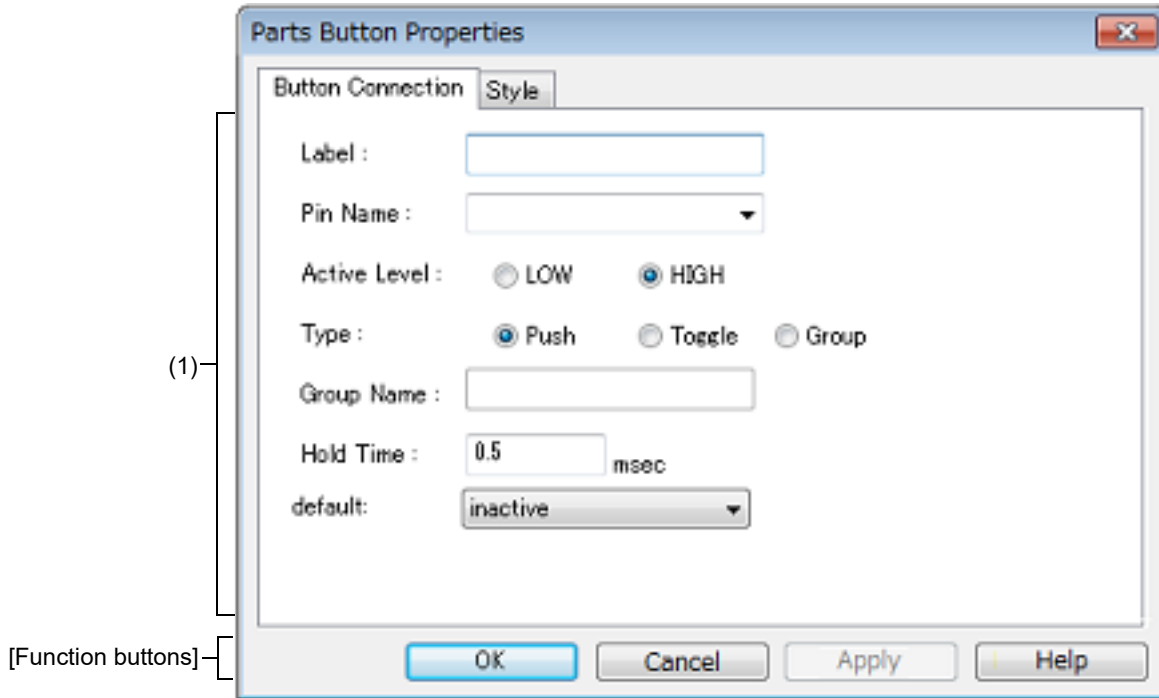 Parts Button Properties
Button Connection Style
Label :
Pin Name :
Active Level : LOW HIGH
Type : Push Toggle Group
(1)
Group Name :
Hold Time : 0.5 msec
default: inactive
[Function buttons] OK Cancel Apply Help